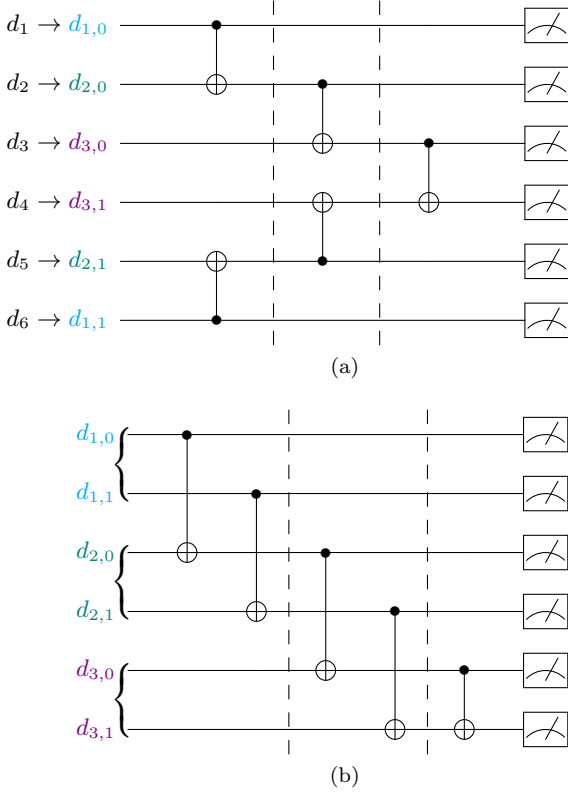 d₁ → d₁,₀
d₂ → d₂,₀
d₃ → d₃,₀
d₄ → d₃,₁
d₅ → d₂,₁
d₆ → d₁,₁
(a)
d₁,₀
d₁,₁
d₂,₀
d₂,₁
d₃,₀
d₃,₁
(b)